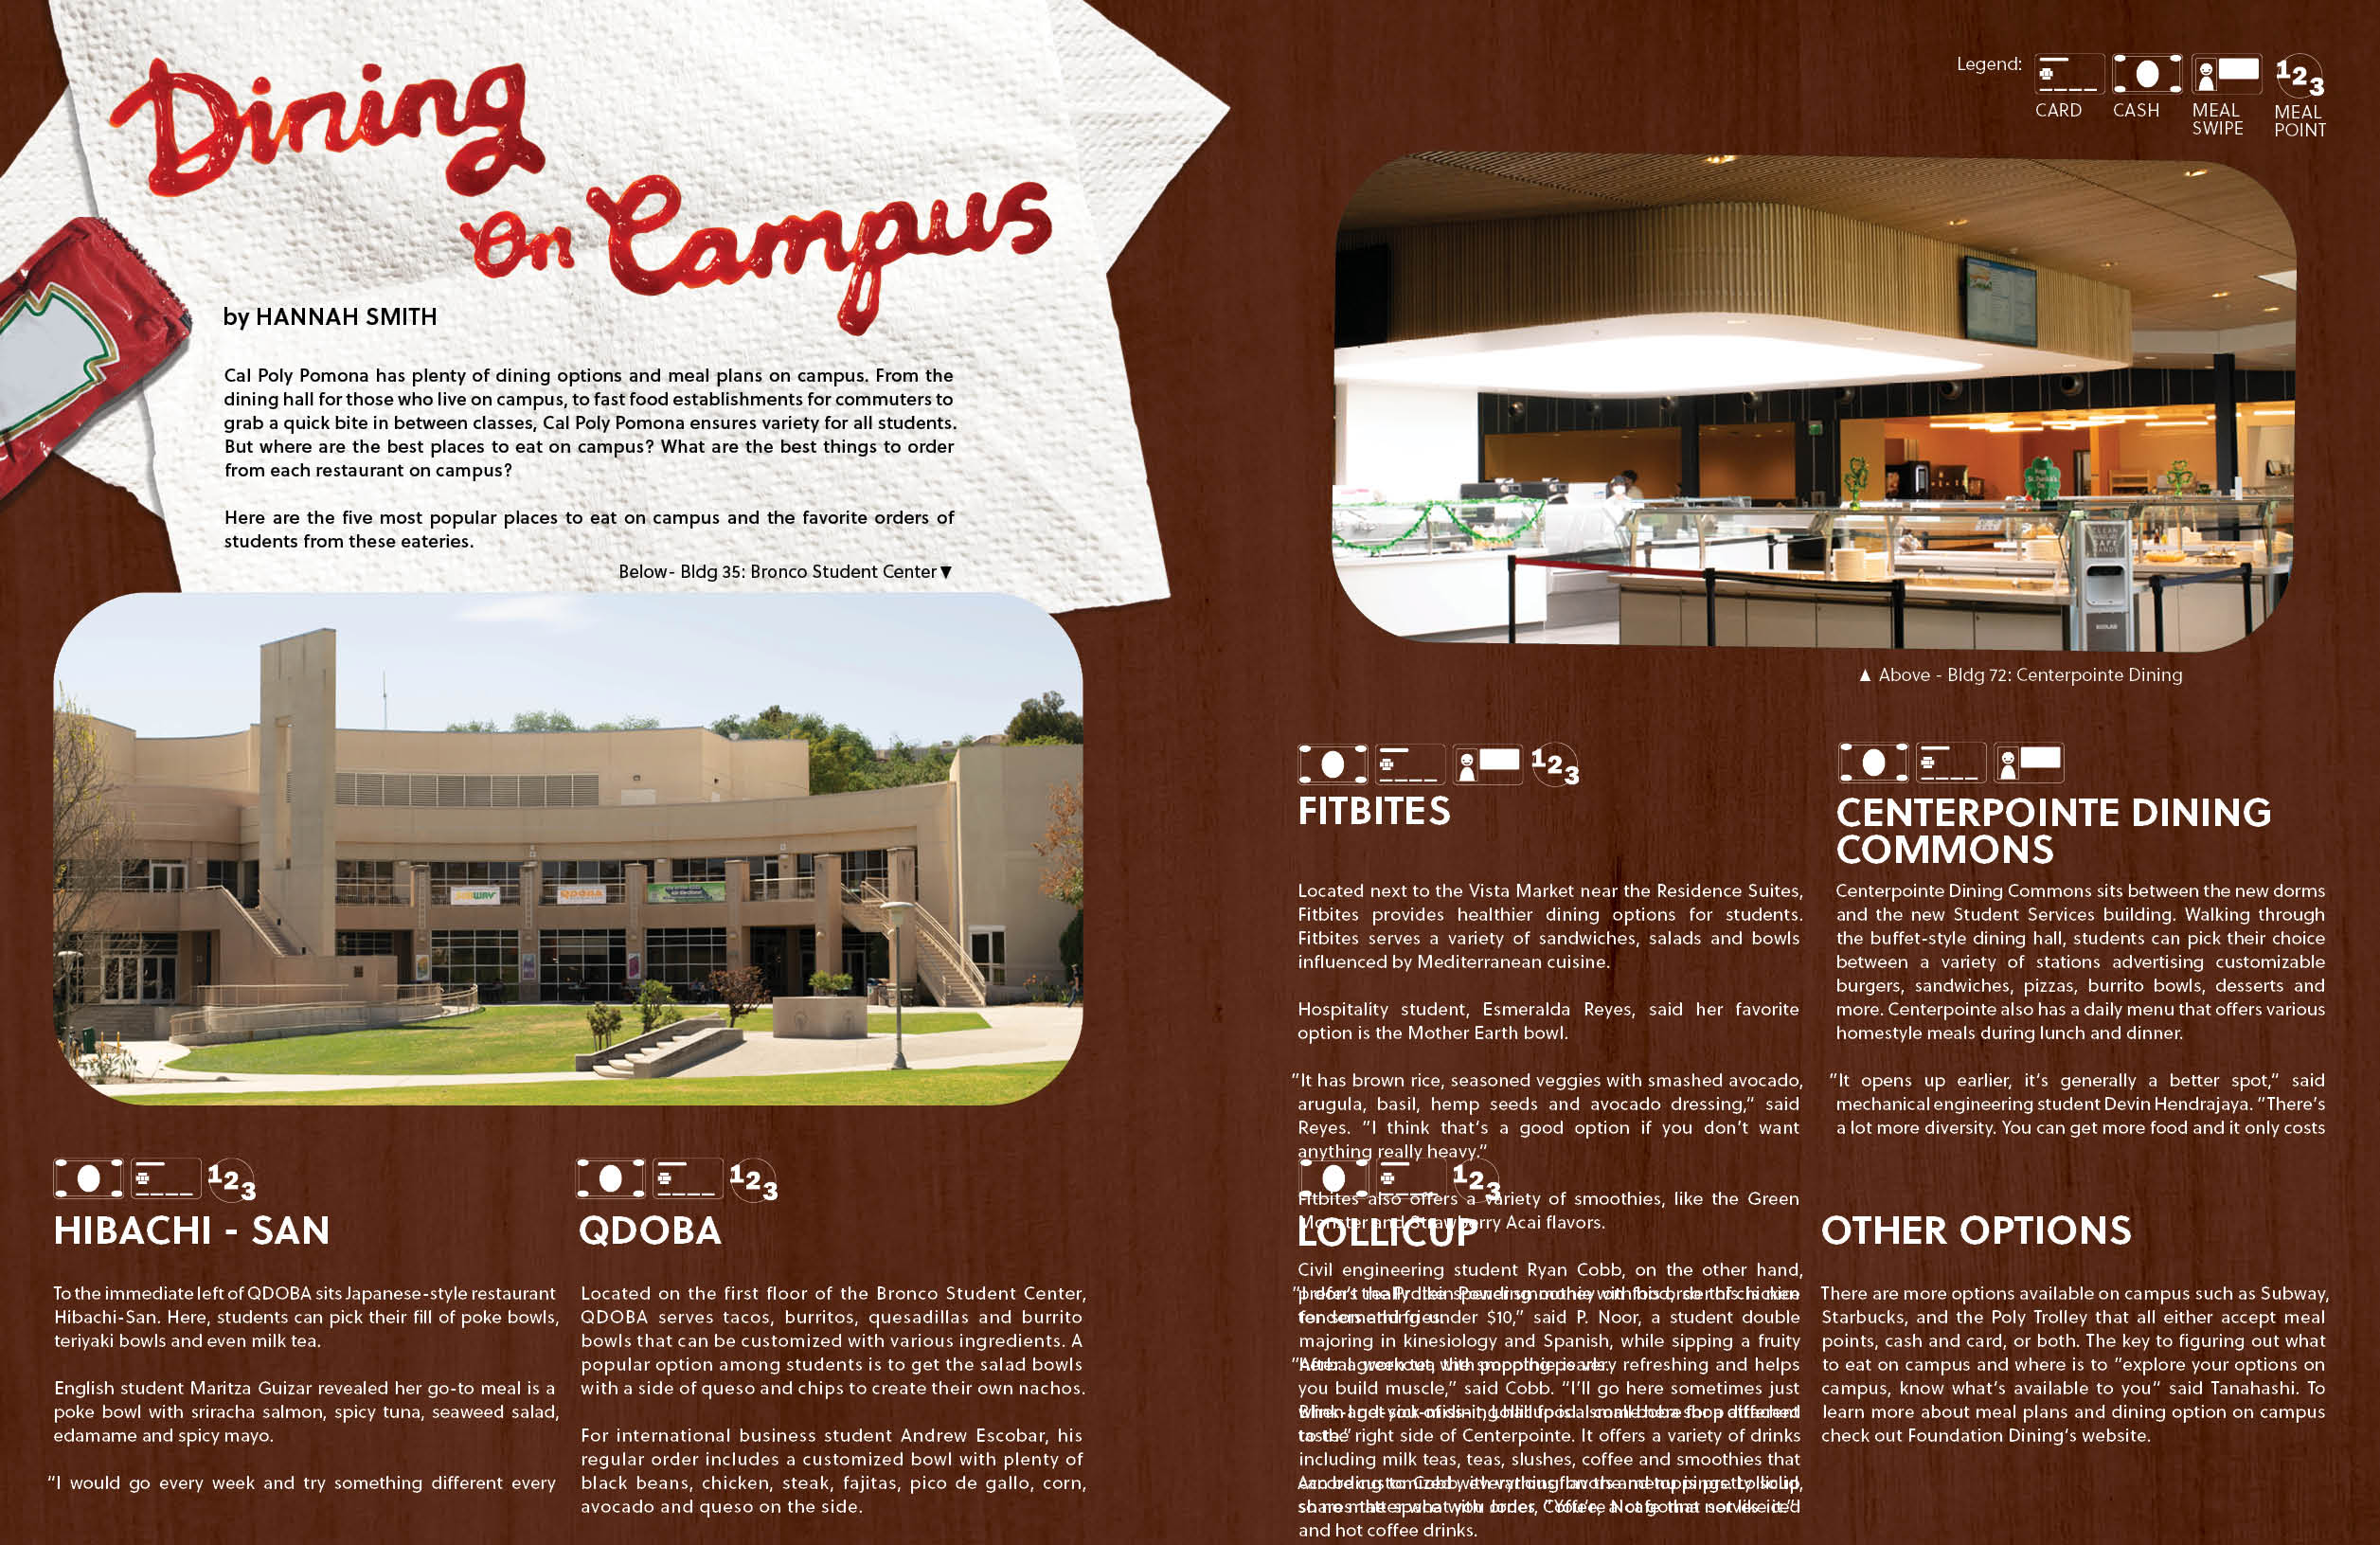 Dining
On Campus
by HANNAH SMITH
Cal Poly Pomona has plenty of dining options and meal plans on campus. From the
dining hall for those who live on campus, to fast food establishments for commuters to
grab a quick bite in between classes, Cal Poly Pomona ensures variety for all students.
But where are the best places to eat on campus? What are the best things to order
from each restaurant on campus?
Here are the five most popular places to eat on campus and the favorite orders of
students from these eateries.
Below- Bldg 35: Bronco Student Center▼
SUBWAY
QDOBA
123
HIBACHI - SAN
To the immediate left of QDOBA sits Japanese-style restaurant
Hibachi-San. Here, students can pick their fill of poke bowls,
teriyaki bowls and even milk tea.
English student Maritza Guizar revealed her go-to meal is a
poke bowl with sriracha salmon, spicy tuna, seaweed salad,
edamame and spicy mayo.
"I would go every week and try something different every
123
QDOBA
Located on the first floor of the Bronco Student Center,
QDOBA serves tacos, burritos, quesadillas and burrito
bowls that can be customized with various ingredients. A
popular option among students is to get the salad bowls
with a side of queso and chips to create their own nachos.
For international business student Andrew Escobar, his
regular order includes a customized bowl with plenty of
black beans, chicken, steak, fajitas, pico de gallo, corn,
avocado and queso on the side.
Legend:
123
CARD
CASH
MEAL
SWIPE
MEAL
POINT
▲ Above - Bldg 72: Centerpointe Dining
123
FITBITES
Located next to the Vista Market near the Residence Suites,
Fitbites provides healthier dining options for students.
Fitbites serves a variety of sandwiches, salads and bowls
influenced by Mediterranean cuisine.
Hospitality student, Esmeralda Reyes, said her favorite
option is the Mother Earth bowl.
"It has brown rice, seasoned veggies with smashed avocado,
arugula, basil, hemp seeds and avocado dressing," said
Reyes. "I think that's a good option if you don't want
anything really heavy."
Fitbites also offers a variety of smoothies, like the Green
Monster and Strawberry Acai flavors.
Civil engineering student Ryan Cobb, on the other hand,
123
LOLLICUP
for something under $10," said P. Noor, a student double
majoring in kinesiology and Spanish, while sipping a fruity
refreshing and helps
you build muscle," said Cobb. "I'll go here sometimes just
right side of Centerpointe. It offers a variety of drinks
including milk teas, teas, slushes, coffee and smoothies that
and hot coffee drinks.
CENTERPOINTE DINING
COMMONS
Centerpointe Dining Commons sits between the new dorms
and the new Student Services building. Walking through
the buffet-style dining hall, students can pick their choice
between a variety of stations advertising customizable
burgers, sandwiches, pizzas, burrito bowls, desserts and
more. Centerpointe also has a daily menu that offers various
homestyle meals during lunch and dinner.
"It opens up earlier, it's generally a better spot," said
mechanical engineering student Devin Hendrajaya. "There's
a lot more diversity. You can get more food and it only costs
OTHER OPTIONS
There are more options available on campus such as Subway,
Starbucks, and the Poly Trolley that all either accept meal
points, cash and card, or both. The key to figuring out what
to eat on campus and where is to "explore your options on
campus, know what's available to you" said Tanahashi. To
learn more about meal plans and dining option on campus
check out Foundation Dining's website.